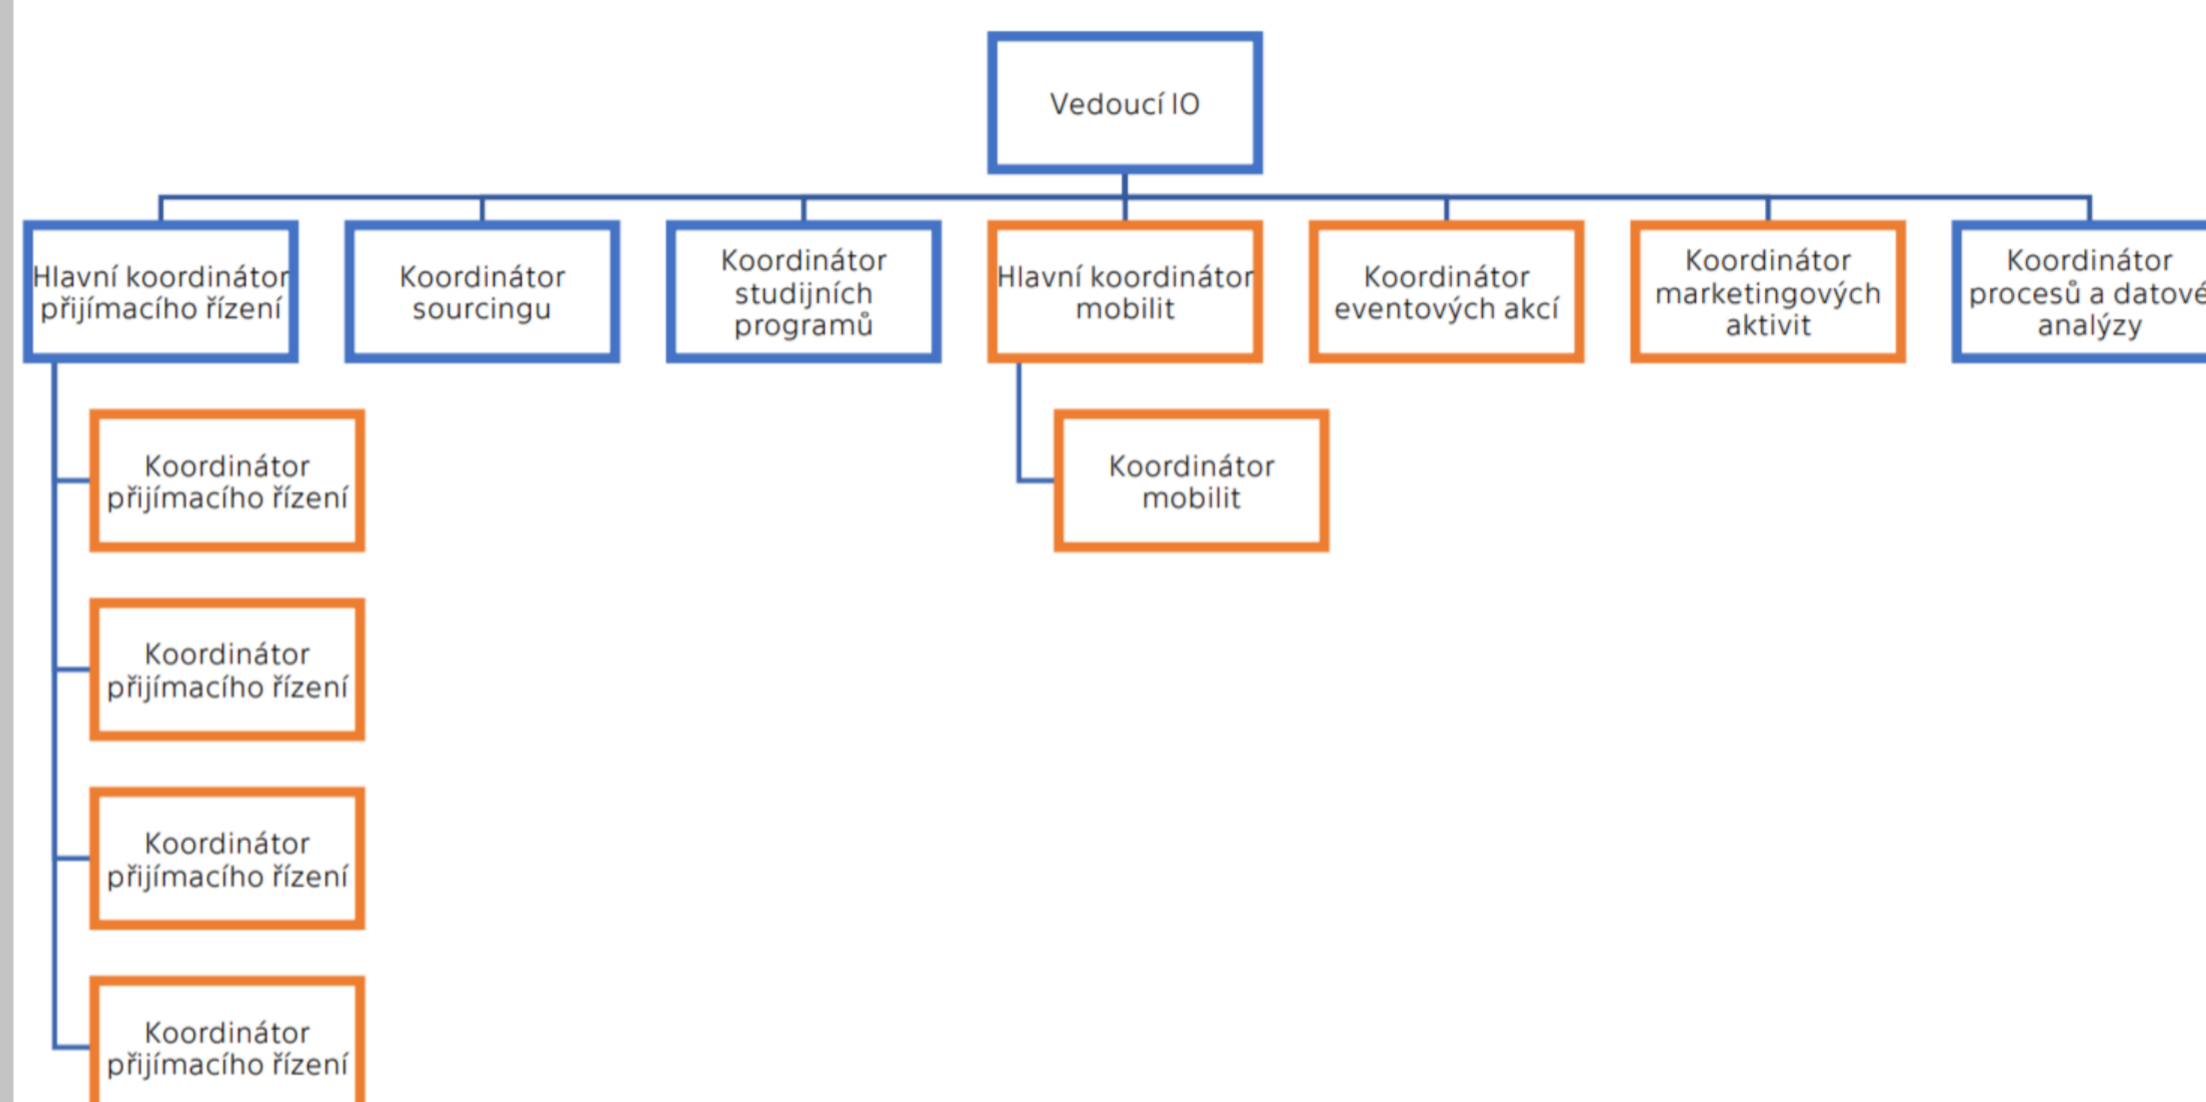 Vedoucí IO
Hlavní koordinátor
přijímacího řízení
Koordinátor
sourcingu
Koordinátor
studijních
programů
Hlavní koordinátor
mobilit
Koordinátor
eventových akcí
Koordinátor
marketingových
aktivit
Koordinátor
procesů a datové
analýzy
Koordinátor
přijímacího řízení
Koordinátor
mobilit
Koordinátor
přijímacího řízení
Koordinátor
přijímacího řízení
Koordinátor
přijímacího řízení